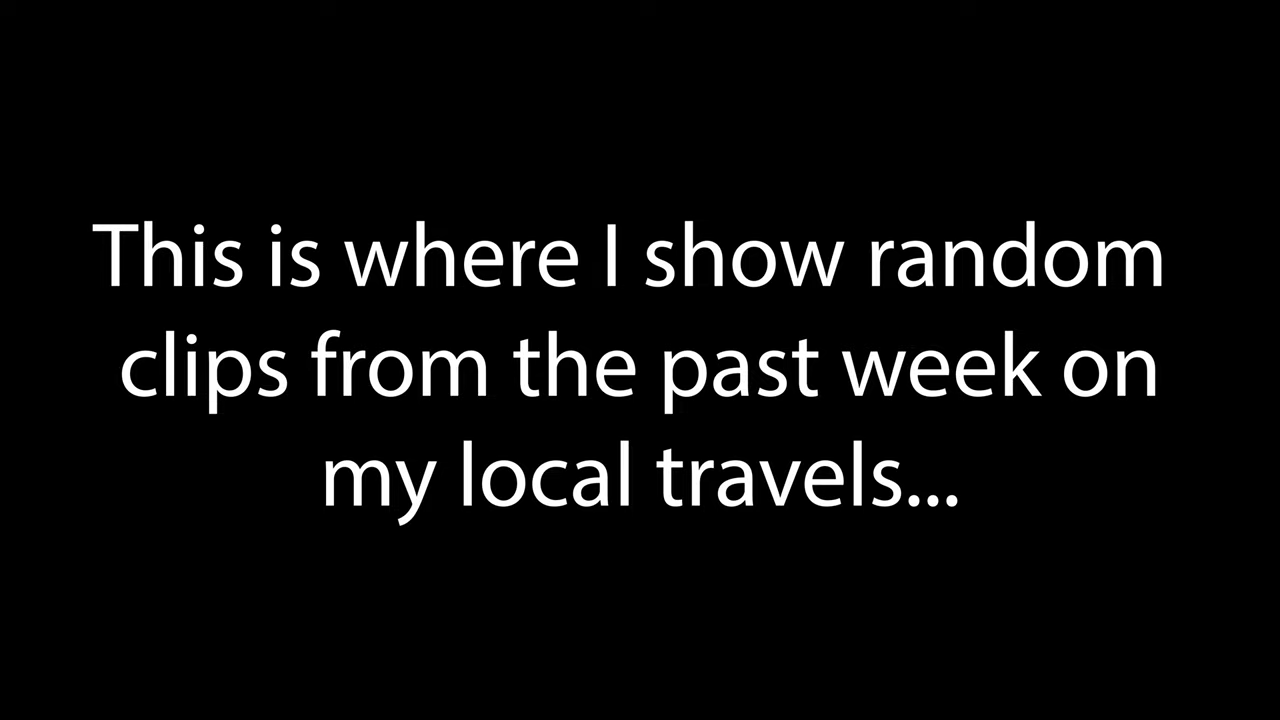 This is where I show random
clips from the past week on
my local travels...